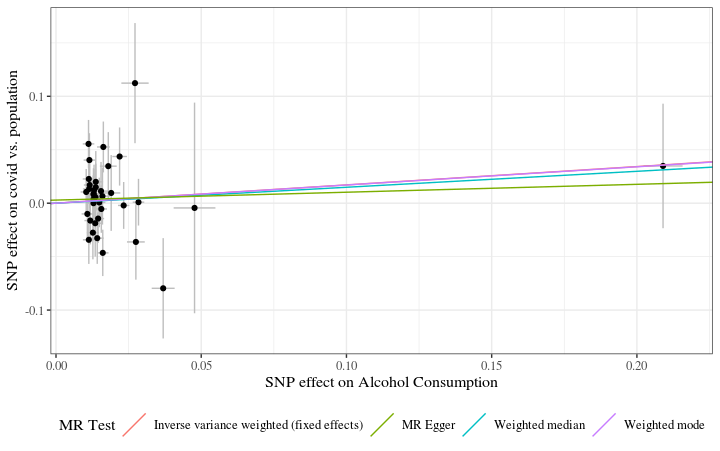 SNP effect on covid vs. population
0.1
0.0
-0.1
0.00 0.05 0.10 0.15 0.20
SNP effect on Alcohol Consumption
MR Test Inverse variance weighted (fixed effects) MR Egger Weighted median Weighted mode